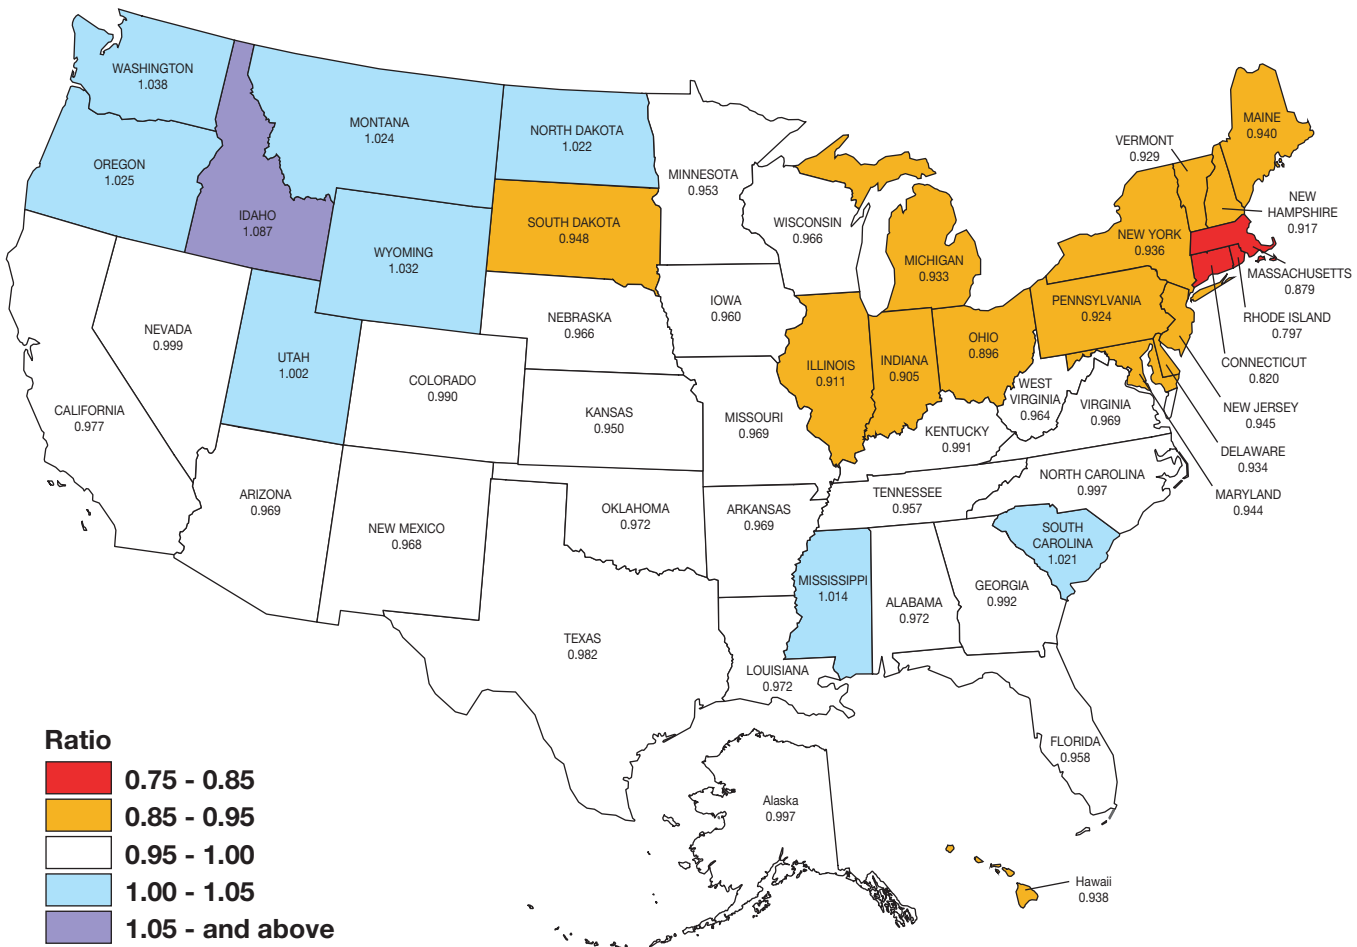 WASHINGTON
1.038
MONTANA
1.024
NORTH DAKOTA
1.022
MINNESOTA
0.953
OREGON
1.025
IDAHO
1.087
WYOMING
1.032
SOUTH DAKOTA
0.948
WISCONSIN
0.966
MICHIGAN
0.933
NEW YORK
0.936
VERMONT
0.929
MAINE
0.940
NEW
HAMPSHIRE
0.917
MASSACHUSETTS
0.879
RHODE ISLAND
0.797
CONNECTICUT
0.820
NEW JERSEY
0.945
DELAWARE
0.934
MARYLAND
0.944
PENNSYLVANIA
0.924
OHIO
0.896
INDIANA
0.905
ILLINOIS
0.911
IOWA
0.960
NEBRASKA
0.966
NEVADA
0.999
UTAH
1.002
COLORADO
0.990
CALIFORNIA
0.977
KANSAS
0.950
MISSOURI
0.969
KENTUCKY
0.991
WEST
VIRGINIA
0.964
VIRGINIA
0.969
NORTH CAROLINA
0.997
TENNESSEE
0.957
ARIZONA
0.969
NEW MEXICO
0.968
OKLAHOMA
0.972
ARKANSAS
0.969
SOUTH
CAROLINA
1.021
MISSISSIPPI
1.014
ALABAMA
0.972
GEORGIA
0.992
TEXAS
0.982
LOUISIANA
0.972
FLORIDA
0.958
Alaska
0.997
Hawaii
0.938
Ratio
0.75 - 0.85
0.85 - 0.95
0.95 - 1.00
1.00 - 1.05
1.05 - and above